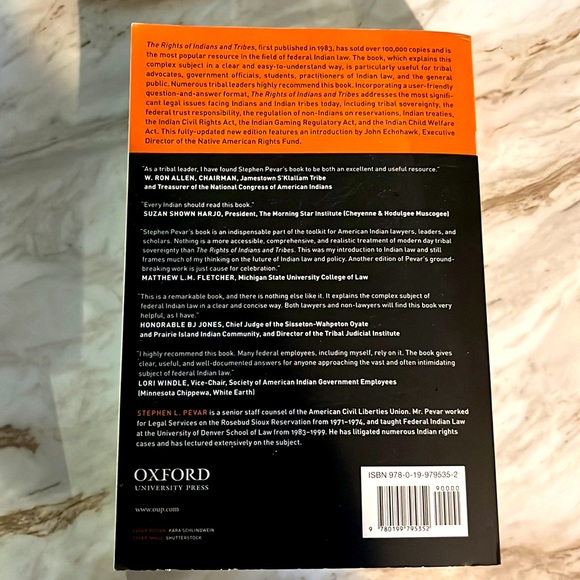 The Rights of Indians and Tribes, first published in 1983, has sold over 100,000 copies and is
the most popular resource in the field of federal Indian law. The book, which explains this
complex subject in a clear and easy-to-understand way, is particularly useful for tribal
advocates, government officials, students, practitioners of Indian law, and the general
public. Numerous tribal leaders highly recommend this book. Incorporating a user-friendly
question-and-answer format, The Rights of Indians and Tribes addresses the most signifi-
cant legal issues facing Indians and Indian tribes today, including tribal sovereignty, the
federal trust responsibility, the regulation of non-Indians on reservations, Indian treaties,
the Indian Civil Rights Act, the Indian Gaming Regulatory Act, and the Indian Child Welfare
Act. This fully-updated new edition features an introduction by John Echohawk, Executive
Director of the Native American Rights Fund.
"As a tribal leader, I have found Stephen Pevar's book to be both an excellent and useful resource."
W. RON ALLEN, CHAIRMAN, Jamestown S'Klallam Tribe
and Treasurer of the National Congress of American Indians
"Every Indian should read this book."
SUZAN SHOWN HARJO, President, The Morning Star Institute (Cheyenne & Hodulgee Muscogee)
"Stephen Pevar's book is an indispensable part of the toolkit for American Indian lawyers, leaders, and
scholars. Nothing is a more accessible, comprehensive, and realistic treatment of modern day tribal
sovereignty than The Rights of Indians and Tribes. This was my introduction to Indian law and still
frames much of my thinking on the future of Indian law and policy. Another edition of Pevar's ground-
breaking work is just cause for celebration."
MATTHEW L.M. FLETCHER, Michigan State University College of Law
"This is a remarkable book, and there is nothing else like it. It explains the complex subject
of federal Indian law in a clear and concise way. Both lawyers and non-lawyers will find this book very
helpful, as I have."
HONORABLE BJ JONES, Chief Judge of the Sisseton-Wahpeton Oyate
and Prairie Island Indian Community, and Director of the Tribal Judicial Institute
"I highly recommend this book. Many federal employees, including myself, rely on it. The book gives
clear, useful, and well-documented answers for anyone approaching the vast and often intimidating
subject of federal Indian law."
LORI WINDLE, Vice-Chair, Society of American Indian Government Employees
(Minnesota Chippewa, White Earth)
STEPHEN L. PEVAR is a senior staff counsel of the American Civil Liberties Union. Mr. Pevar worked
for Legal Services on the Rosebud Sioux Reservation from 1971–1974, and taught Federal Indian Law
at the University of Denver School of Law from 1983–1999. He has litigated numerous Indian rights
cases and has lectured extensively on the subject.
OXFORD
UNIVERSITY PRESS
www.oup.com
COVER DESIGN: KARA SCHLINDWEIN
COVER IMAGE: SHUTTERSTOCK
ISBN 978-0-19-979535-2
90000
9 780199 795352